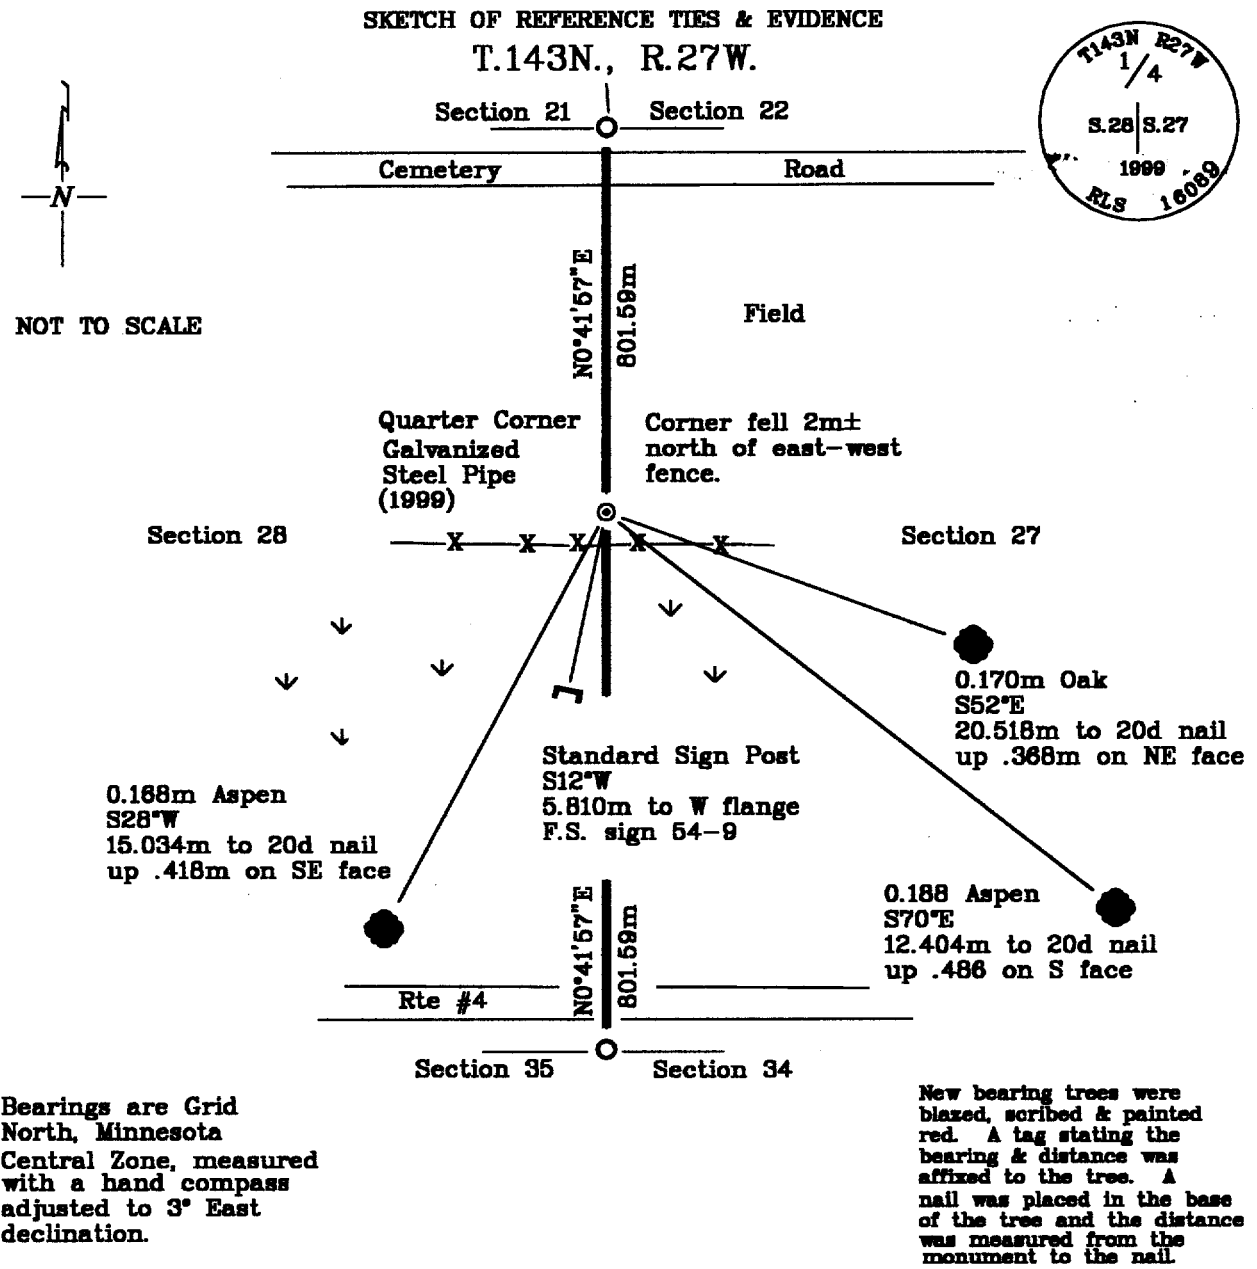 SKETCH OF REFERENCE TIES & EVIDENCE
T.143N., R.27W.
T143N R27W
1/4
S.28 S.27
1999
RLS 16089
Section 21 Section 22
Cemetery Road
N
NOT TO SCALE
N0°41'57"E
801.59m
Field
Quarter Corner
Galvanized
Steel Pipe
(1999)
Corner fell 2m±
north of east-west
fence.
Section 28
Section 27
X X X X X
0.170m Oak
S52°E
20.518m to 20d nail
up .368m on NE face
Standard Sign Post
S12°W
5.810m to W flange
F.S. sign 54-9
0.168m Aspen
S28°W
15.034m to 20d nail
up .418m on SE face
0.188 Aspen
S70°E
12.404m to 20d nail
up .486 on S face
N0°41'57"E
801.59m
Rte #4
Section 35 Section 34
Bearings are Grid
North, Minnesota
Central Zone, measured
with a hand compass
adjusted to 3° East
declination.
New bearing trees were
blazed, scribed & painted
red. A tag stating the
bearing & distance was
affixed to the tree. A
nail was placed in the base
of the tree and the distance
was measured from the
monument to the nail.